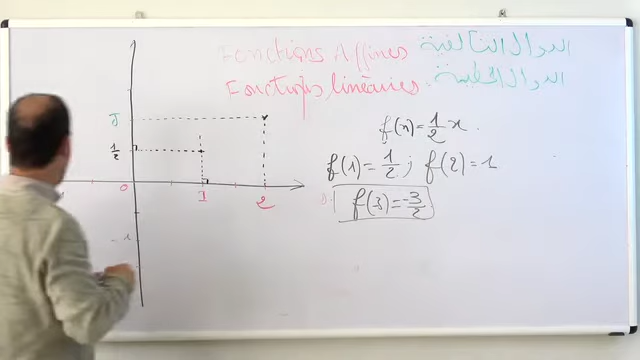 Fonctions Affines الدوال التآلفية
Fonctions linéaires الدوال الخطية
f(x) = 1/2 x.
f(1) = 1/2 ; f(2) = 1
f(3) = -3/2
J
1/2
0 1 2
-1